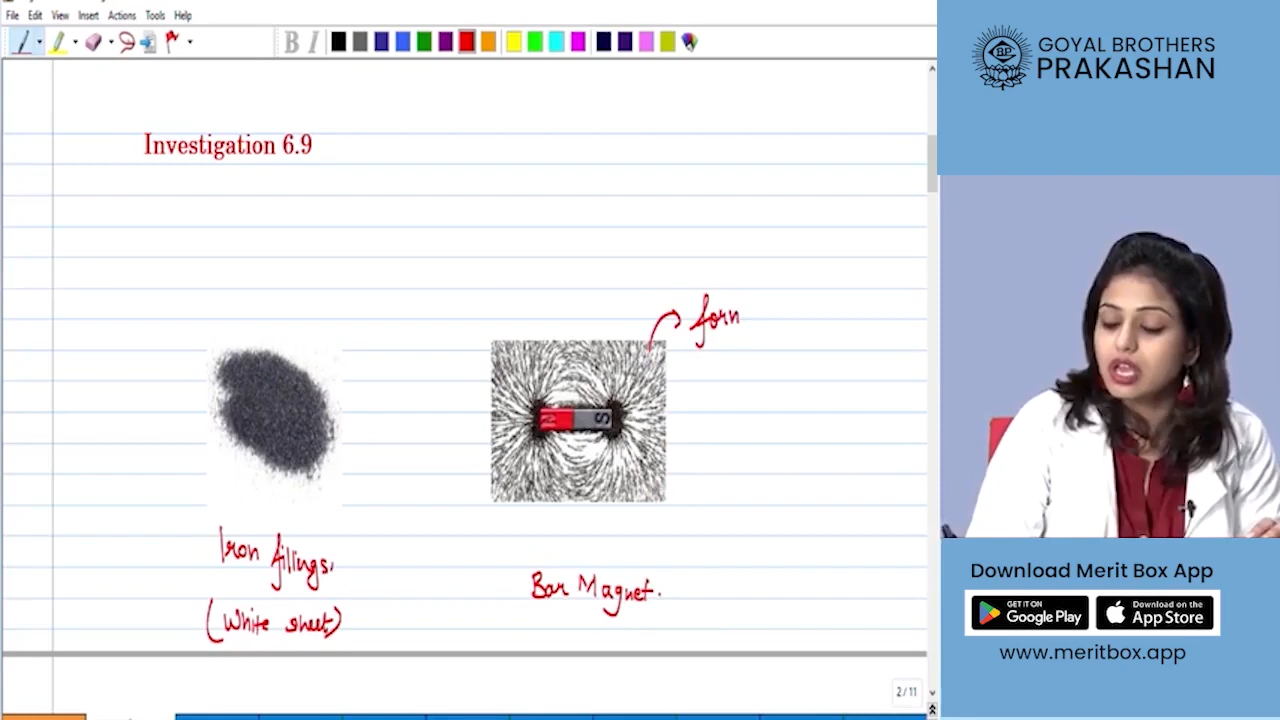 File Edit View Insert Actions Tools Help
B I
GOYAL BROTHERS
PRAKASHAN
BP
Investigation 6.9
forn
N S
Iron fillings.
(White sheet)
Bar Magnet.
2/11
Download Merit Box App
GET IT ON
Google Play
Download on the
App Store
www.meritbox.app